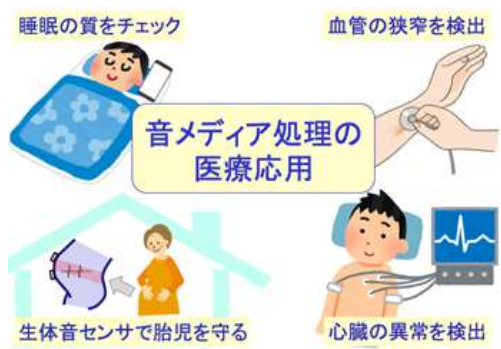 睡眠の質をチェック
血管の狭窄を検出
音メディア処理の
医療応用
生体音センサで胎児を守る
心臓の異常を検出